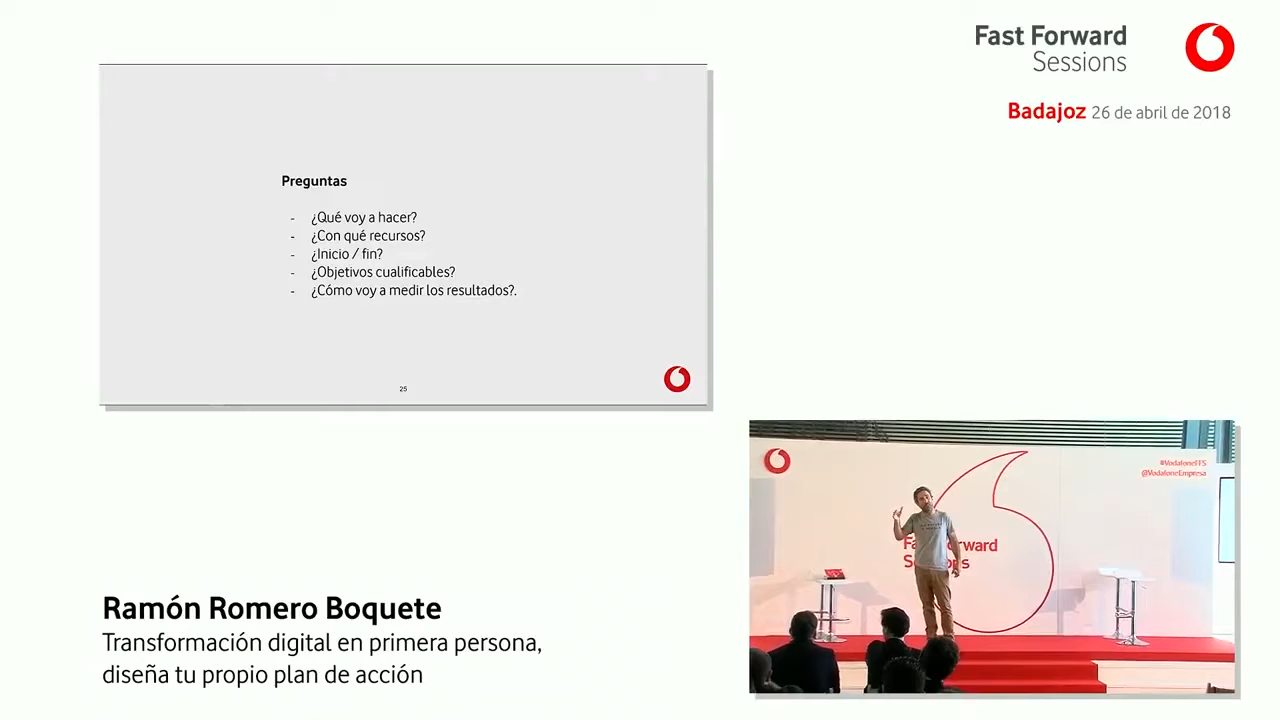 Fast Forward
Sessions
Badajoz 26 de abril de 2018
Preguntas
- ¿Qué voy a hacer?
- ¿Con qué recursos?
- ¿Inicio / fin?
- ¿Objetivos cualificables?
- ¿Cómo voy a medir los resultados?.
25
#VodafoneFFS
@VodafoneEmpresa
Ramón Romero Boquete
Transformación digital en primera persona,
diseña tu propio plan de acción